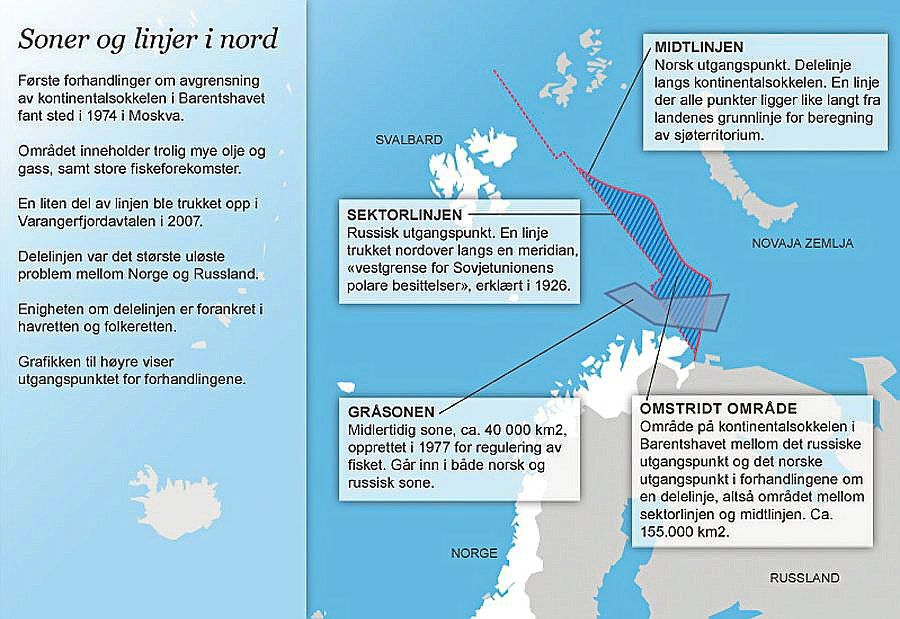 Soner og linjer i nord
Første forhandlinger om avgrensning
av kontinentalsokkelen i Barentshavet
fant sted i 1974 i Moskva.
Området inneholder trolig mye olje og
gass, samt store fiskeforekomster.
En liten del av linjen ble trukket opp i
Varangerfjordavtalen i 2007.
Delelinjen var det største uløste
problem mellom Norge og Russland.
Enigheten om delelinjen er forankret i
havretten og folkeretten.
Grafikken til høyre viser
utgangspunktet for forhandlingene.
MIDTLINJEN
Norsk utgangspunkt. Delelinje
langs kontinentalsokkelen. En linje
der alle punkter ligger like langt fra
landenes grunnlinje for beregning
av sjøterritorium.
SVALBARD
SEKTORLINJEN
Russisk utgangspunkt. En linje
trukket nordover langs en meridian,
«vestgrense for Sovjetunionens
polare besittelser», erklært i 1926.
NOVAJA ZEMLJA
GRÅSONEN
Midlertidig sone, ca. 40 000 km2,
opprettet i 1977 for regulering av
fisket. Går inn i både norsk og
russisk sone.
OMSTRIDT OMRÅDE
Område på kontinentalsokkelen i
Barentshavet mellom det russiske
utgangspunkt og det norske
utgangspunkt i forhandlingene om
en delelinje, altså området mellom
sektorlinjen og midtlinjen. Ca.
155.000 km2.
NORGE
RUSSLAND